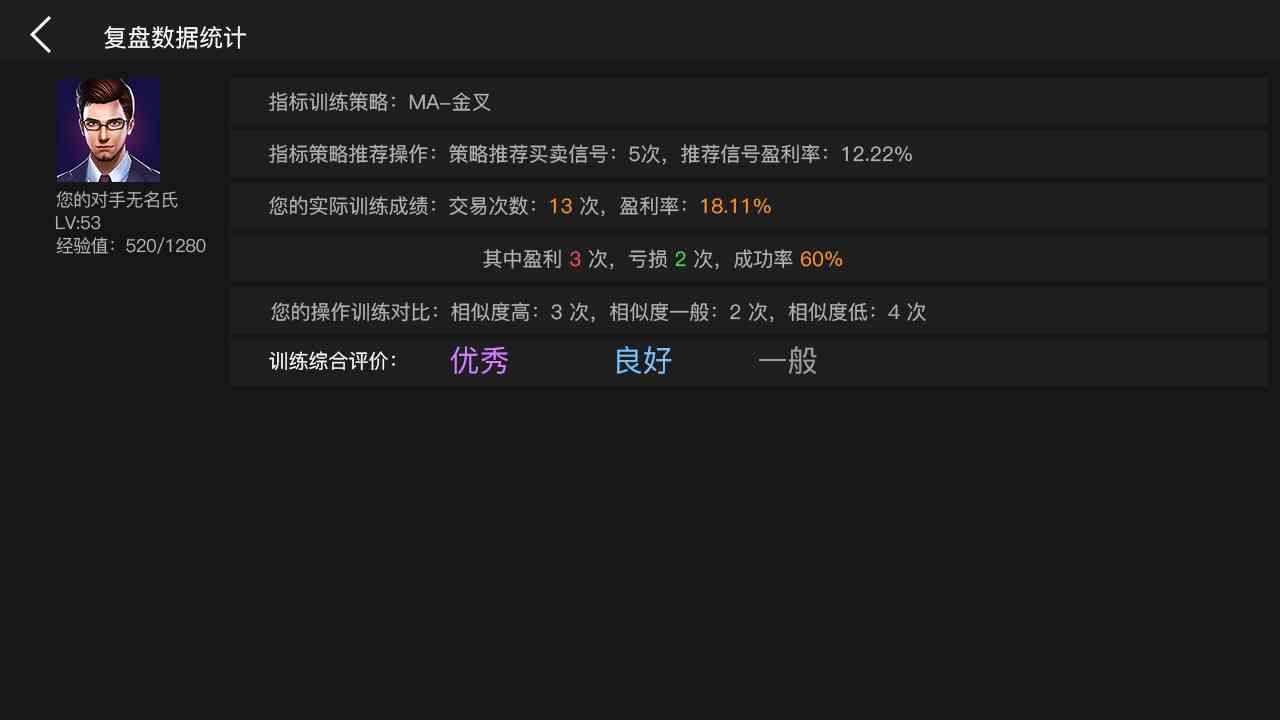 复盘数据统计
您的对手无名氏
LV:53
经验值：520/1280
指标训练策略：MA-金叉
指标策略推荐操作：策略推荐买卖信号：5次，推荐信号盈利率：12.22%
您的实际训练成绩：交易次数：13 次，盈利率：18.11%
其中盈利 3 次，亏损 2 次，成功率 60%
您的操作训练对比：相似度高：3 次，相似度一般：2 次，相似度低：4 次
训练综合评价： 优秀 良好 一般